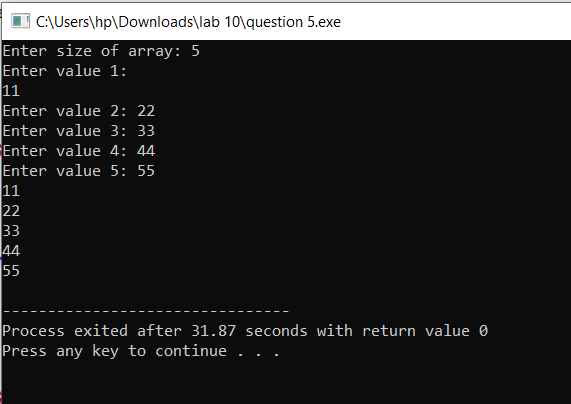 C:\Users\hp\Downloads\lab 10\question 5.exe
Enter size of array: 5
Enter value 1:
11
Enter value 2: 22
Enter value 3: 33
Enter value 4: 44
Enter value 5: 55
11
22
33
44
55
--------------------------------
Process exited after 31.87 seconds with return value 0
Press any key to continue . . .